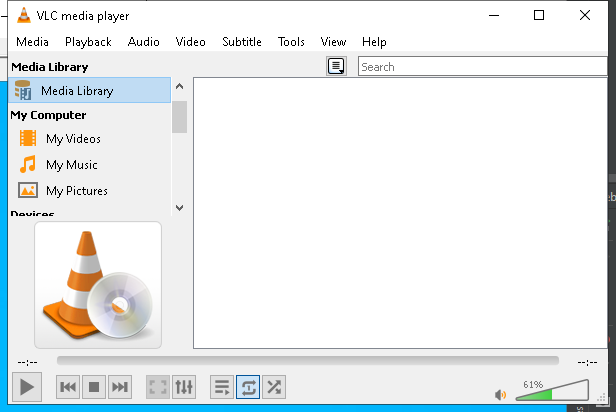 VLC media player
Media Playback Audio Video Subtitle Tools View Help
Media Library
Search
Media Library
My Computer
My Videos
My Music
My Pictures
Devices
--:-- --:--
61%